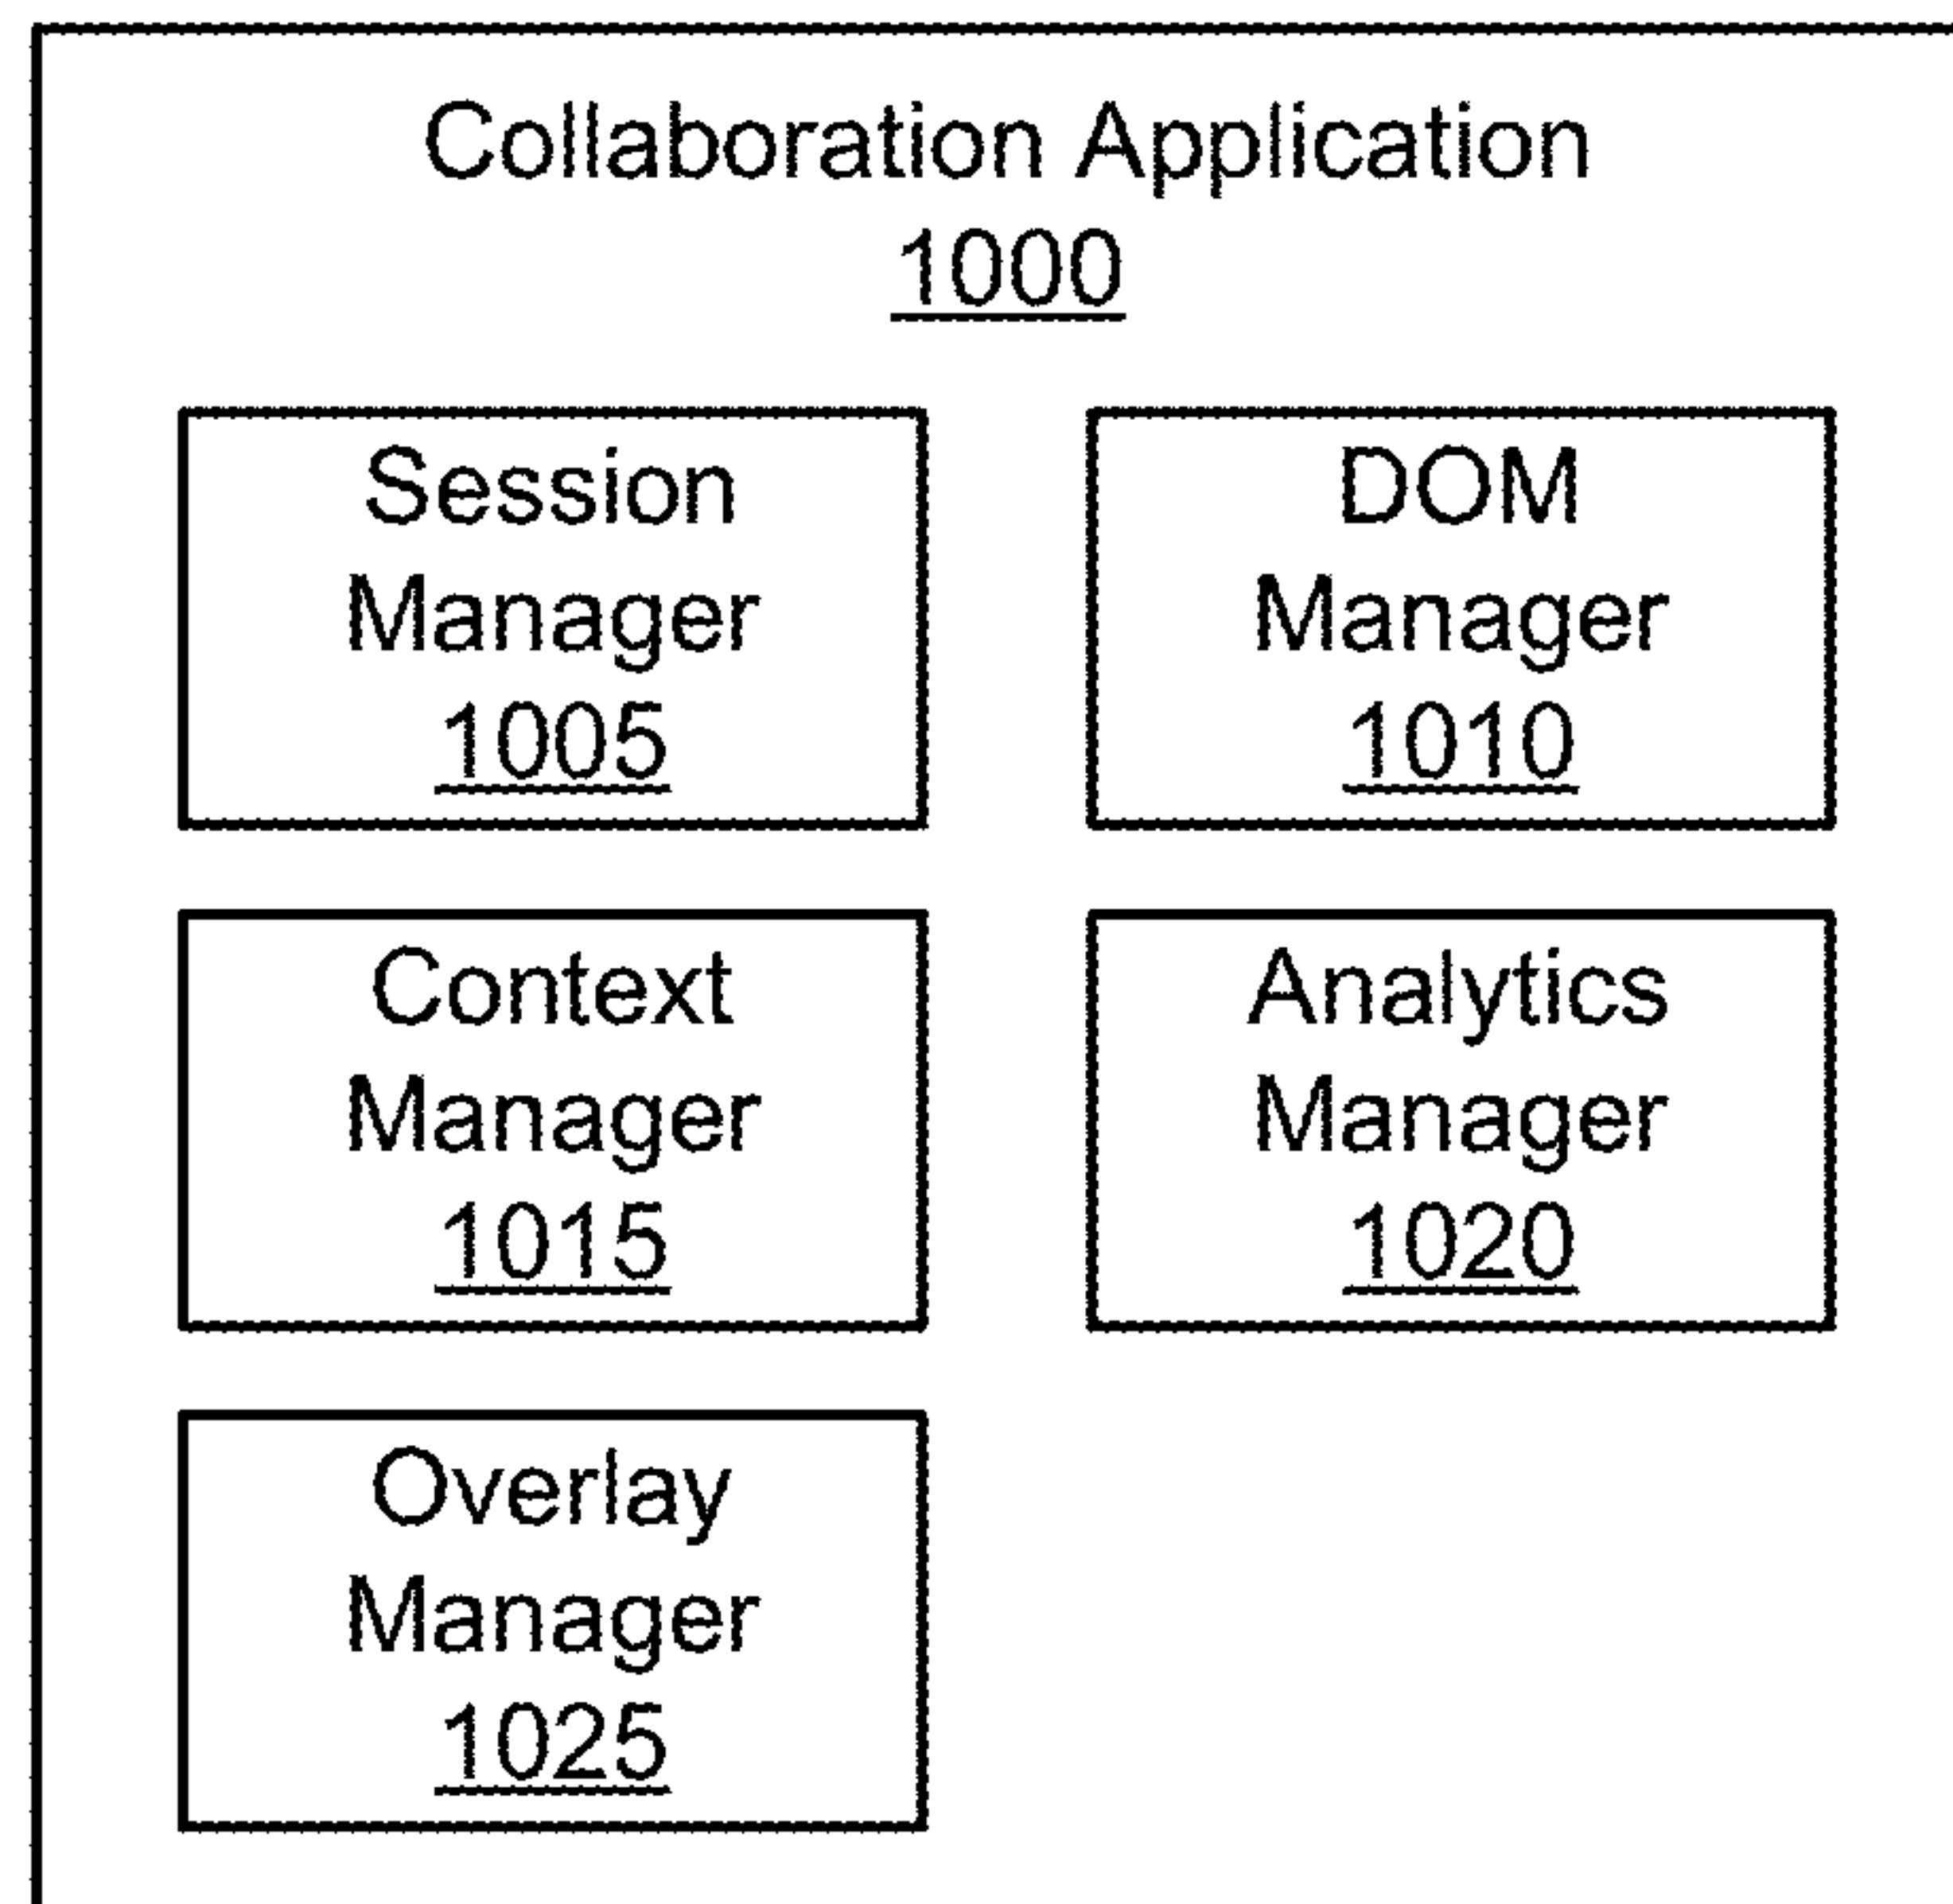 Collaboration Application
1000
Session
Manager
1005
DOM
Manager
1010
Context
Manager
1015
Analytics
Manager
1020
Overlay
Manager
1025